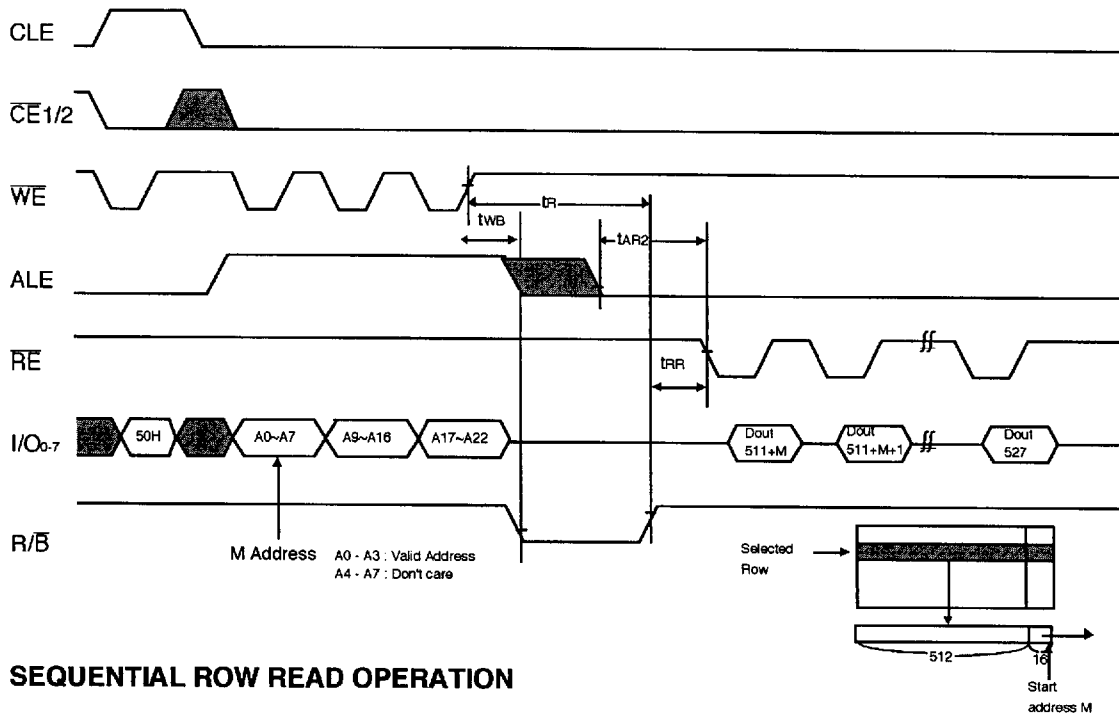 CLE
CE1/2
WE
tR
tWB
tAR2
ALE
RE
tRR
I/O0-7
50H
A0~A7
A9~A16
A17~A22
Dout
511+M
Dout
511+M+1
Dout
527
R/B
M Address
A0 - A3 : Valid Address
A4 - A7 : Don't care
Selected
Row
512
16
Start
address M
SEQUENTIAL ROW READ OPERATION